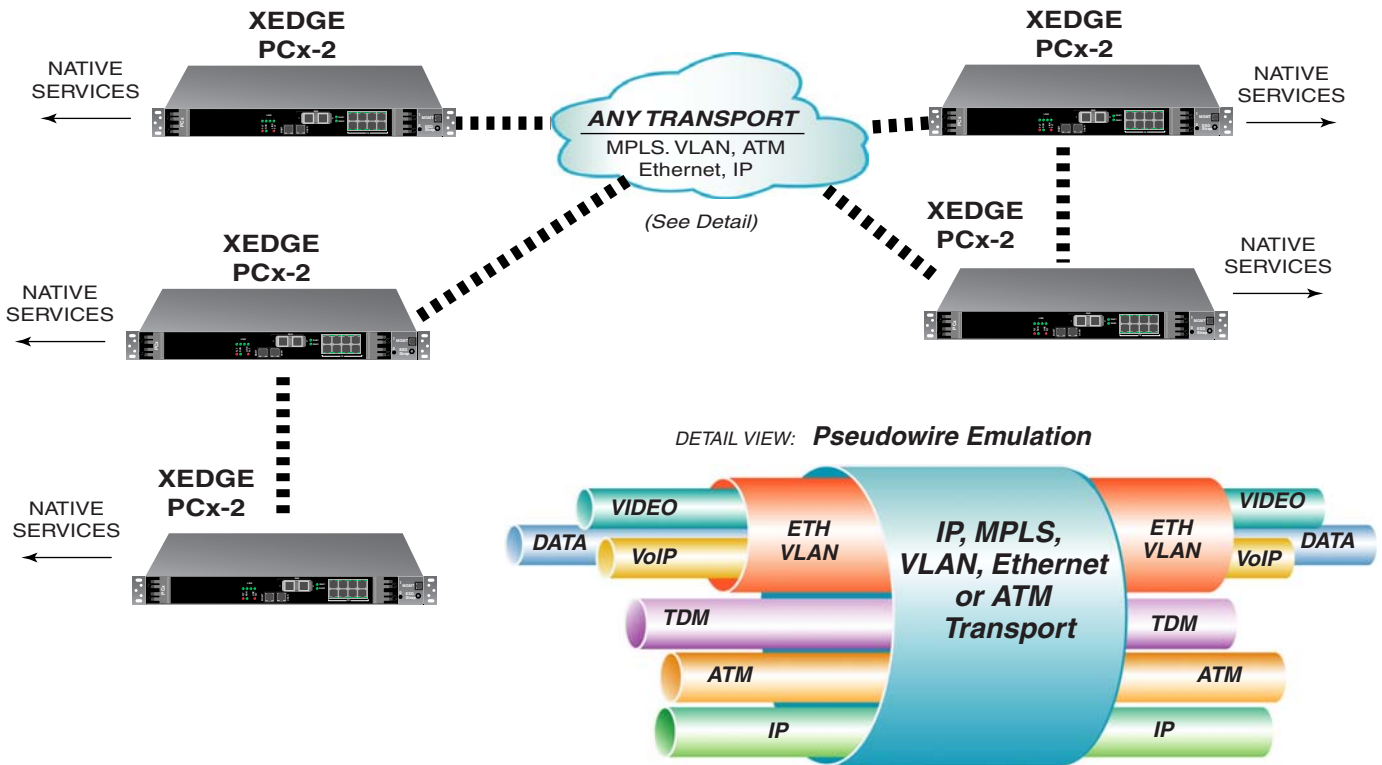 XEDGE
PCx-2
NATIVE
SERVICES
XEDGE
PCx-2
NATIVE
SERVICES
ANY TRANSPORT
MPLS. VLAN, ATM
Ethernet, IP
(See Detail)
XEDGE
PCx-2
NATIVE
SERVICES
XEDGE
PCx-2
NATIVE
SERVICES
XEDGE
PCx-2
NATIVE
SERVICES
DETAIL VIEW: Pseudowire Emulation
VIDEO
DATA
VoIP
ETH
VLAN
TDM
ATM
IP
IP, MPLS,
VLAN, Ethernet
or ATM
Transport
ETH
VLAN
VIDEO
DATA
VoIP
TDM
ATM
IP